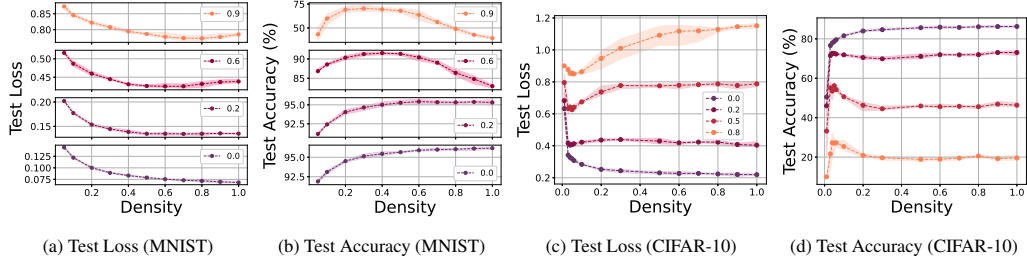 0.9
0.85
0.80
0.6
0.45
0.2
0.20
0.15
0.0
0.125
0.100
0.075
0.2 0.4 0.6 0.8 1.0
Test Loss
Density
(a) Test Loss (MNIST)
75
50
0.9
90
85
0.6
95.0
92.5
0.2
95.0
92.5
0.0
0.2 0.4 0.6 0.8 1.0
Test Accuracy (%)
Density
(b) Test Accuracy (MNIST)
1.2
1.0
0.8
0.6
0.4
0.2
0.0
0.2
0.5
0.8
0.0 0.2 0.4 0.6 0.8 1.0
Test Loss
Density
(c) Test Loss (CIFAR-10)
80
60
40
20
0.0
0.2
0.5
0.8
0.0 0.2 0.4 0.6 0.8 1.0
Test Accuracy (%)
Density
(d) Test Accuracy (CIFAR-10)